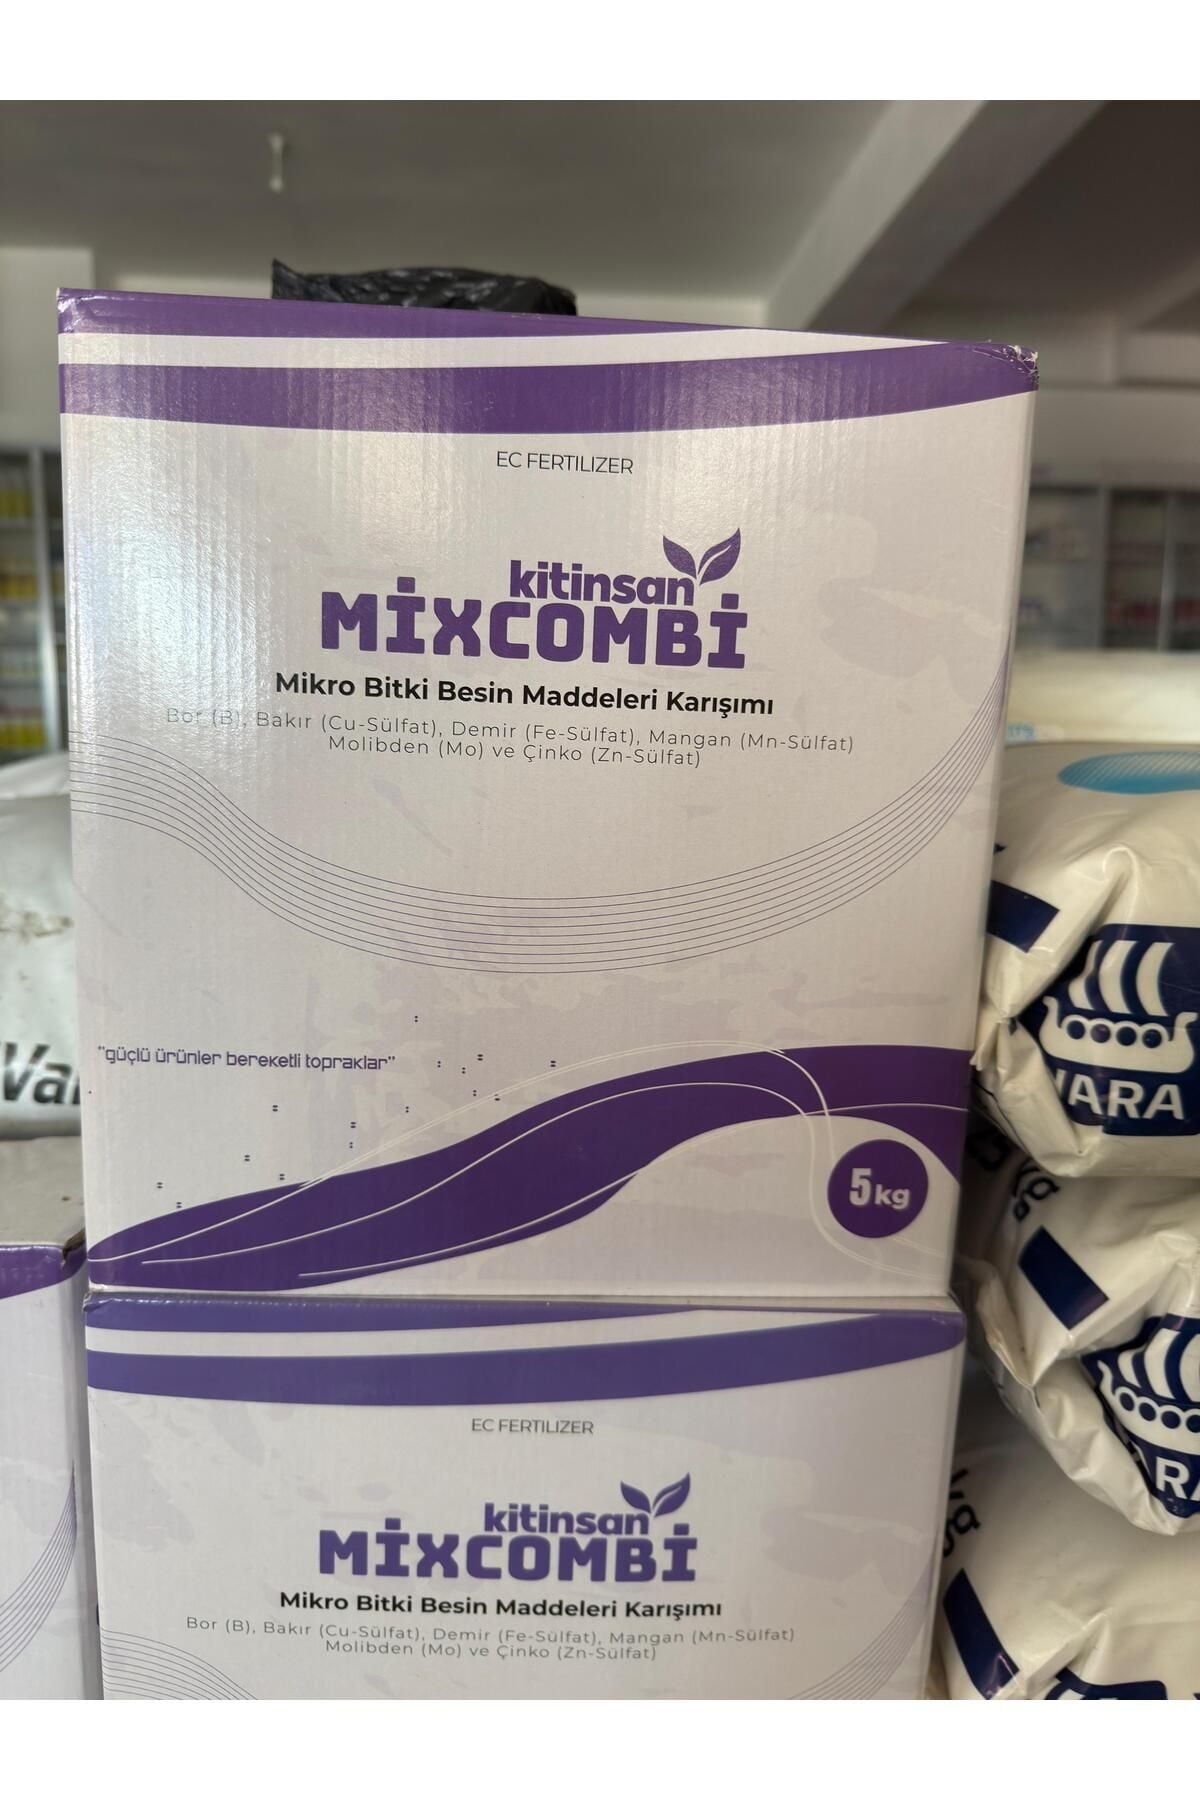 EC FERTILIZER
kitinsan
MİXCOMBİ
Mikro Bitki Besin Maddeleri Karışımı
Bor (B), Bakır (Cu-Sülfat), Demir (Fe-Sülfat), Mangan (Mn-Sülfat)
Molibden (Mo) ve Çinko (Zn-Sülfat)
"güçlü ürünler bereketli topraklar"
5 kg
EC FERTILIZER
kitinsan
MİXCOMBİ
Mikro Bitki Besin Maddeleri Karışımı
Bor (B), Bakır (Cu-Sülfat), Demir (Fe-Sülfat), Mangan (Mn-Sülfat)
Molibden (Mo) ve Çinko (Zn-Sülfat)